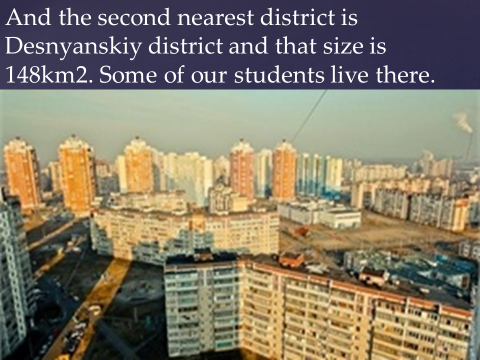 And the second nearest district is
Desnyanskiy district and that size is
148km2. Some of our students live there.